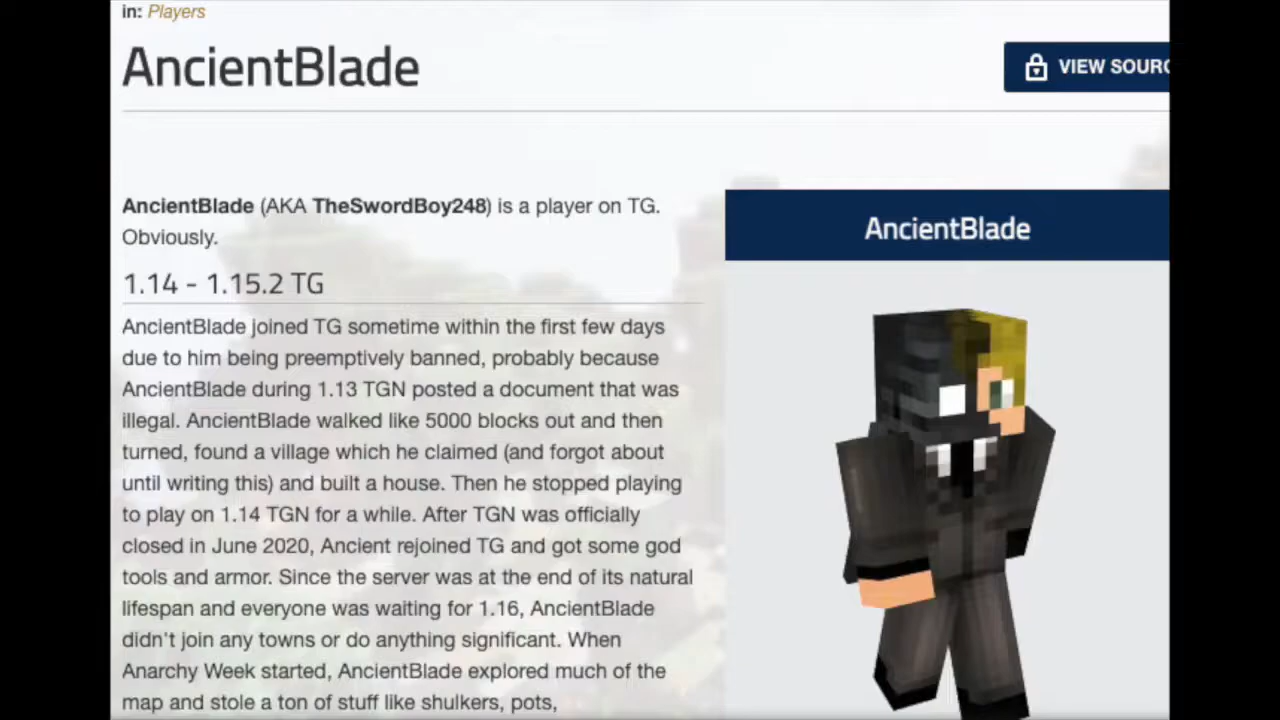 in: Players
AncientBlade
VIEW SOURC
AncientBlade (AKA TheSwordBoy248) is a player on TG.
Obviously.
1.14 - 1.15.2 TG
AncientBlade joined TG sometime within the first few days
due to him being preemptively banned, probably because
AncientBlade during 1.13 TGN posted a document that was
illegal. AncientBlade walked like 5000 blocks out and then
turned, found a village which he claimed (and forgot about
until writing this) and built a house. Then he stopped playing
to play on 1.14 TGN for a while. After TGN was officially
closed in June 2020, Ancient rejoined TG and got some god
tools and armor. Since the server was at the end of its natural
lifespan and everyone was waiting for 1.16, AncientBlade
didn't join any towns or do anything significant. When
Anarchy Week started, AncientBlade explored much of the
map and stole a ton of stuff like shulkers, pots,
AncientBlade